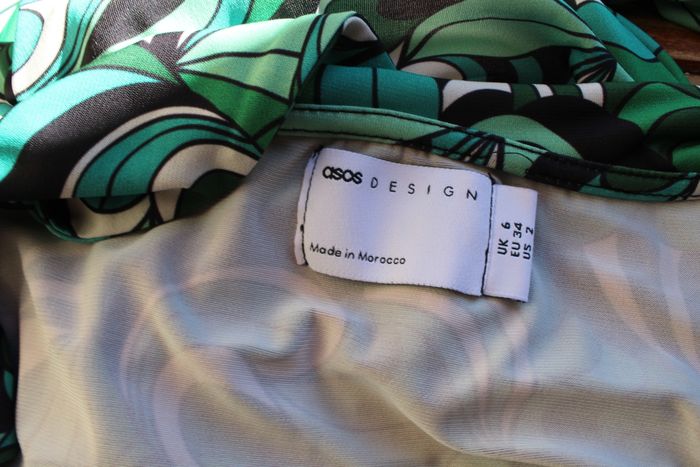 asos DESIGN
Made in Morocco
UK 6
EU 34
US 2